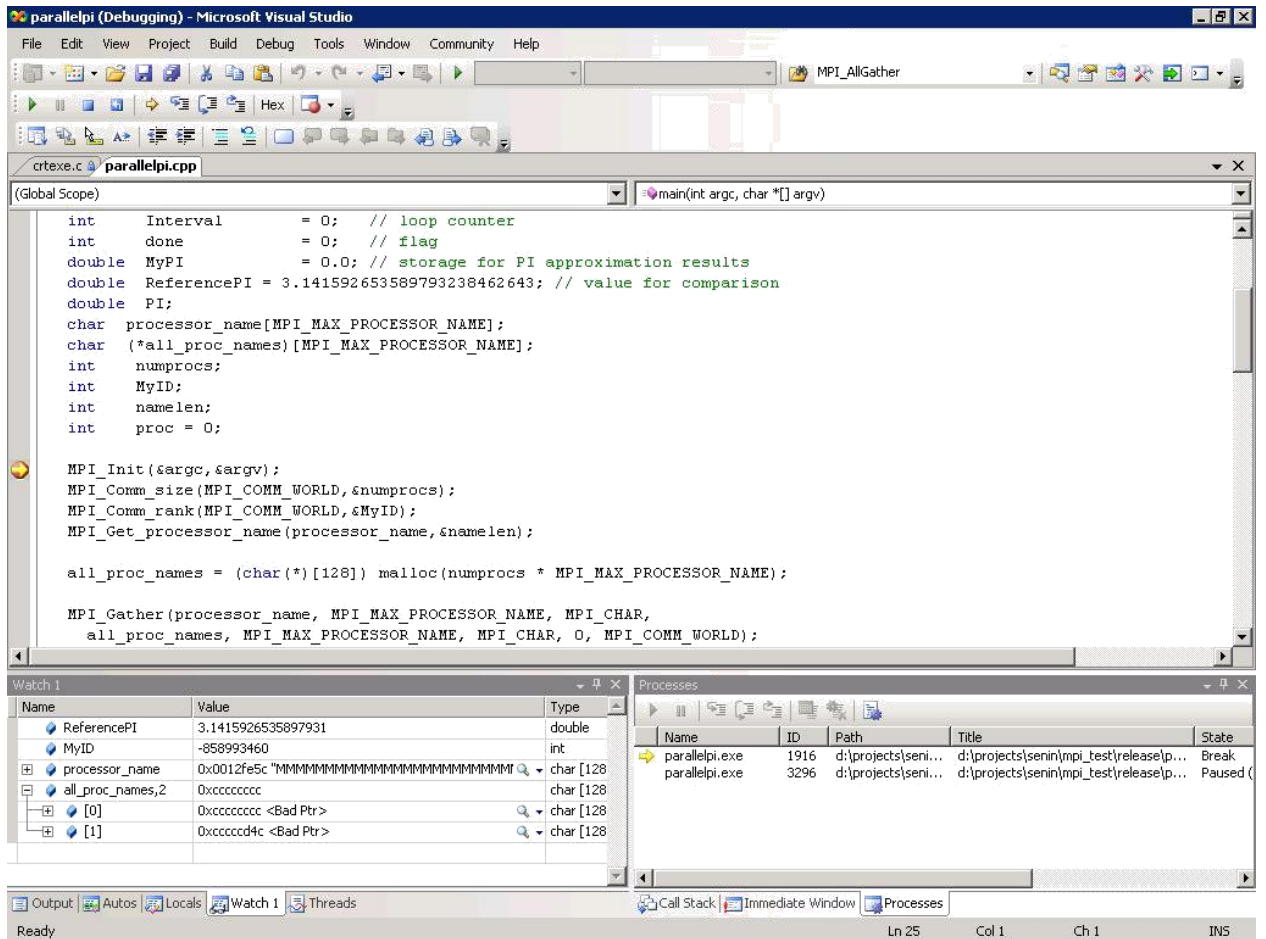 parallelpi (Debugging) - Microsoft Visual Studio
File Edit View Project Build Debug Tools Window Community Help
MPI_AllGather
Hex
crtexe.c parallelpi.cpp
(Global Scope) main(int argc, char *[] argv)
int Interval = 0; // loop counter
int done = 0; // flag
double MyPI = 0.0; // storage for PI approximation results
double ReferencePI = 3.141592653589793238462643; // value for comparison
double PI;
char processor_name[MPI_MAX_PROCESSOR_NAME];
char (*all_proc_names)[MPI_MAX_PROCESSOR_NAME];
int numprocs;
int MyID;
int namelen;
int proc = 0;
MPI_Init(&argc,&argv);
MPI_Comm_size(MPI_COMM_WORLD,&numprocs);
MPI_Comm_rank(MPI_COMM_WORLD,&MyID);
MPI_Get_processor_name(processor_name,&namelen);
all_proc_names = (char(*)[128]) malloc(numprocs * MPI_MAX_PROCESSOR_NAME);
MPI_Gather(processor_name, MPI_MAX_PROCESSOR_NAME, MPI_CHAR,
all_proc_names, MPI_MAX_PROCESSOR_NAME, MPI_CHAR, 0, MPI_COMM_WORLD);
Watch 1
Name Value Type
ReferencePI 3.1415926535897931 double
MyID -858993460 int
processor_name 0x0012fe5c "MMMMMMMMMMMMMMMMMMMMMMMMM char [128
all_proc_names,2 0xcccccccc char [128
[0] 0xcccccccc <Bad Ptr> char [128
[1] 0xcccccd4c <Bad Ptr> char [128
Processes
Name ID Path Title State
parallelpi.exe 1916 d:\projects\seni... d:\projects\senin\mpi_test\release\p... Break
parallelpi.exe 3296 d:\projects\seni... d:\projects\senin\mpi_test\release\p... Paused (
Output Autos Locals Watch 1 Threads
Call Stack Immediate Window Processes
Ready Ln 25 Col 1 Ch 1 INS